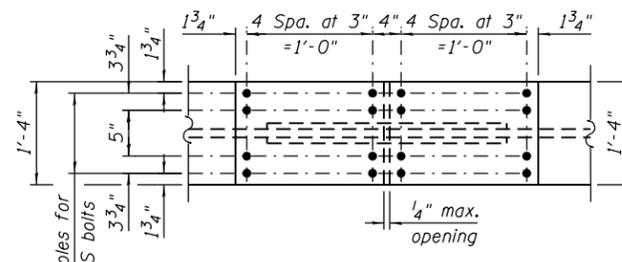 1¾" 4 Spa. at 3" 4" 4 Spa. at 3" 1¾"
=1'-0" =1'-0"
3¾"
1¾"
1'-4"
5"
1'-4"
3¾"
1¾"
¼" max.
opening
oles for
S bolts